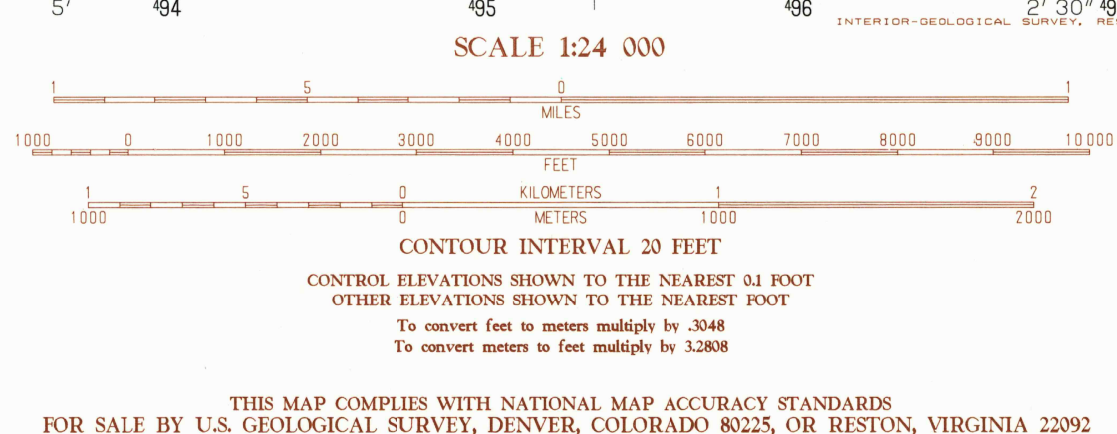 5' 494 495 496 2' 30"
INTERIOR-GEOLOGICAL SURVEY,
SCALE 1:24 000
1 5 0 1
MILES
1000 0 1000 2000 3000 4000 5000 6000 7000 8000 9000 10 000
FEET
1 5 0 KILOMETERS 1 2
1000 0 METERS 1000 2000
CONTOUR INTERVAL 20 FEET
CONTROL ELEVATIONS SHOWN TO THE NEAREST 0.1 FOOT
OTHER ELEVATIONS SHOWN TO THE NEAREST FOOT
To convert feet to meters multiply by .3048
To convert meters to feet multiply by 3.2808
THIS MAP COMPLIES WITH NATIONAL MAP ACCURACY STANDARDS
FOR SALE BY U.S. GEOLOGICAL SURVEY, DENVER, COLORADO 80225, OR RESTON, VIRGINIA 22092